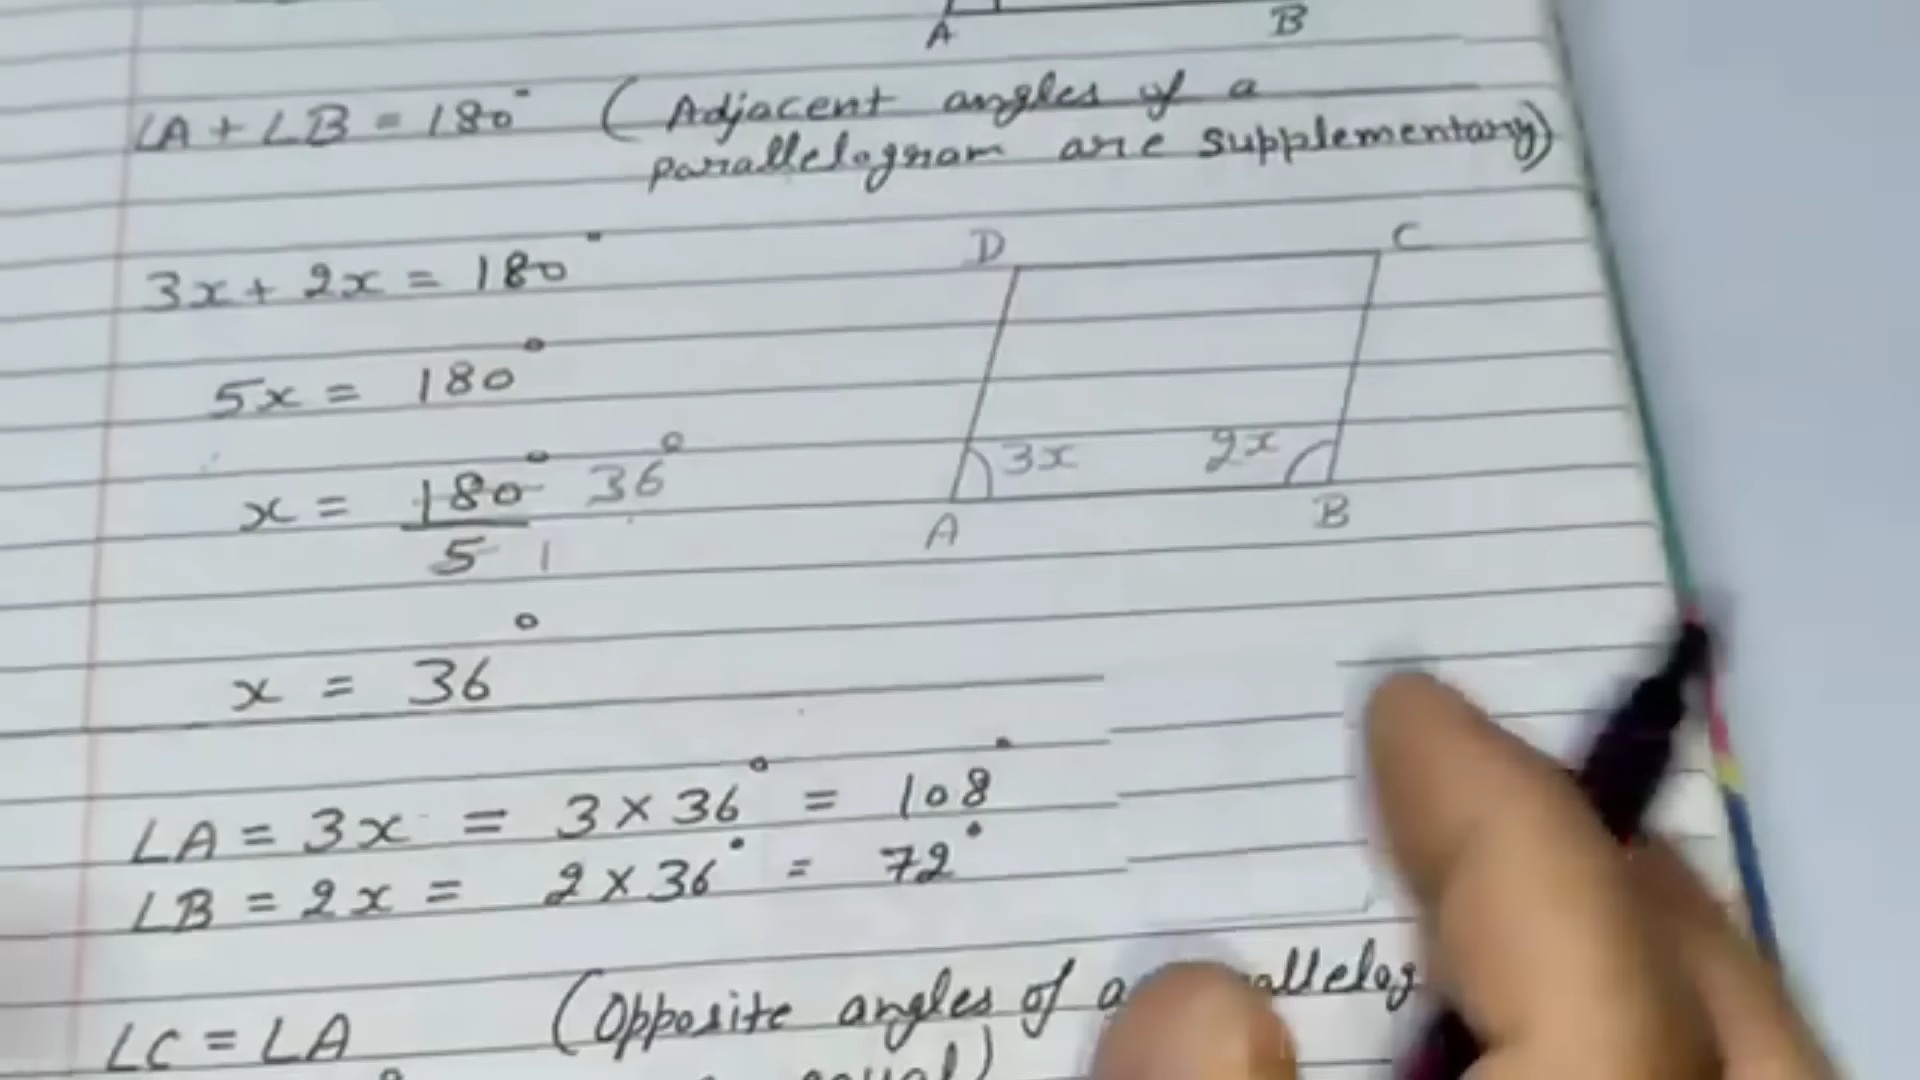 A B
∠A + ∠B = 180° (Adjacent angles of a
parallelogram are supplementary)
3x + 2x = 180°
D C
5x = 180°
3x 2x
x = 180° 36°
5 1
A B
x = 36°
∠A = 3x = 3 × 36° = 108°
∠B = 2x = 2 × 36° = 72°
∠C = ∠A (Opposite angles of a